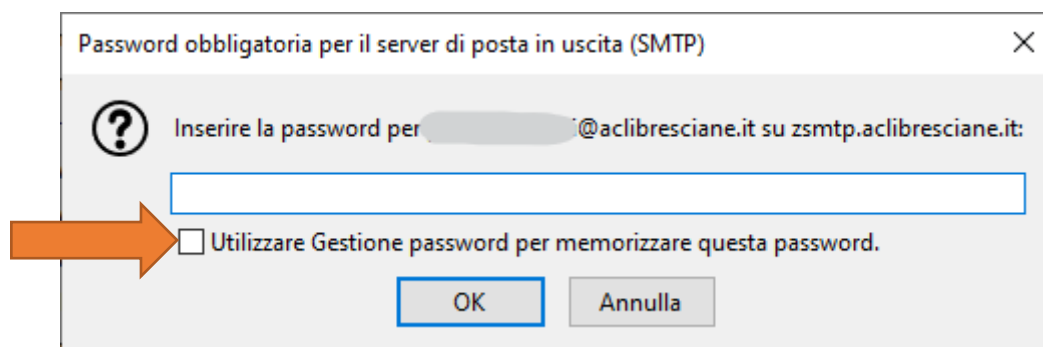 Password obbligatoria per il server di posta in uscita (SMTP)
Inserire la password per @aclibresciane.it su zsmtp.aclibresciane.it:
Utilizzare Gestione password per memorizzare questa password.
OK
Annulla